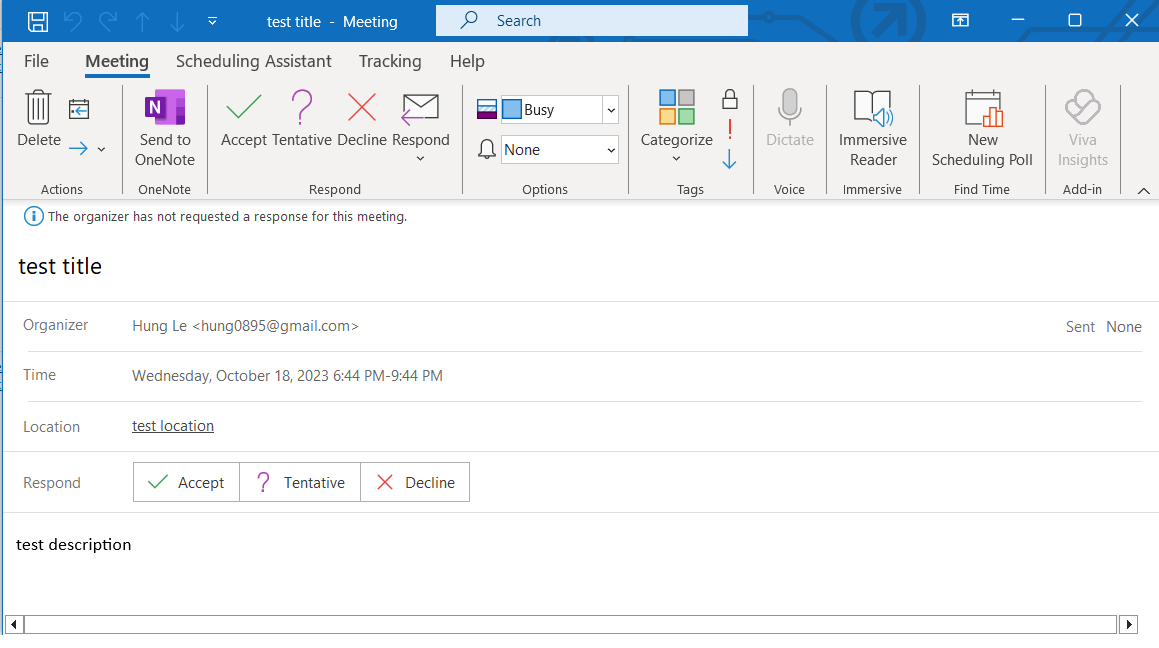 test title - Meeting
Search
File Meeting Scheduling Assistant Tracking Help
Delete
Actions
N
Send to
OneNote
OneNote
Accept Tentative Decline Respond
Respond
Busy
None
Options
Categorize
Tags
Dictate
Voice
Immersive
Reader
Immersive
New
Scheduling Poll
Find Time
Viva
Insights
Add-in
The organizer has not requested a response for this meeting.
test title
Organizer Hung Le <hung0895@gmail.com> Sent None
Time Wednesday, October 18, 2023 6:44 PM-9:44 PM
Location test location
Respond Accept Tentative Decline
test description